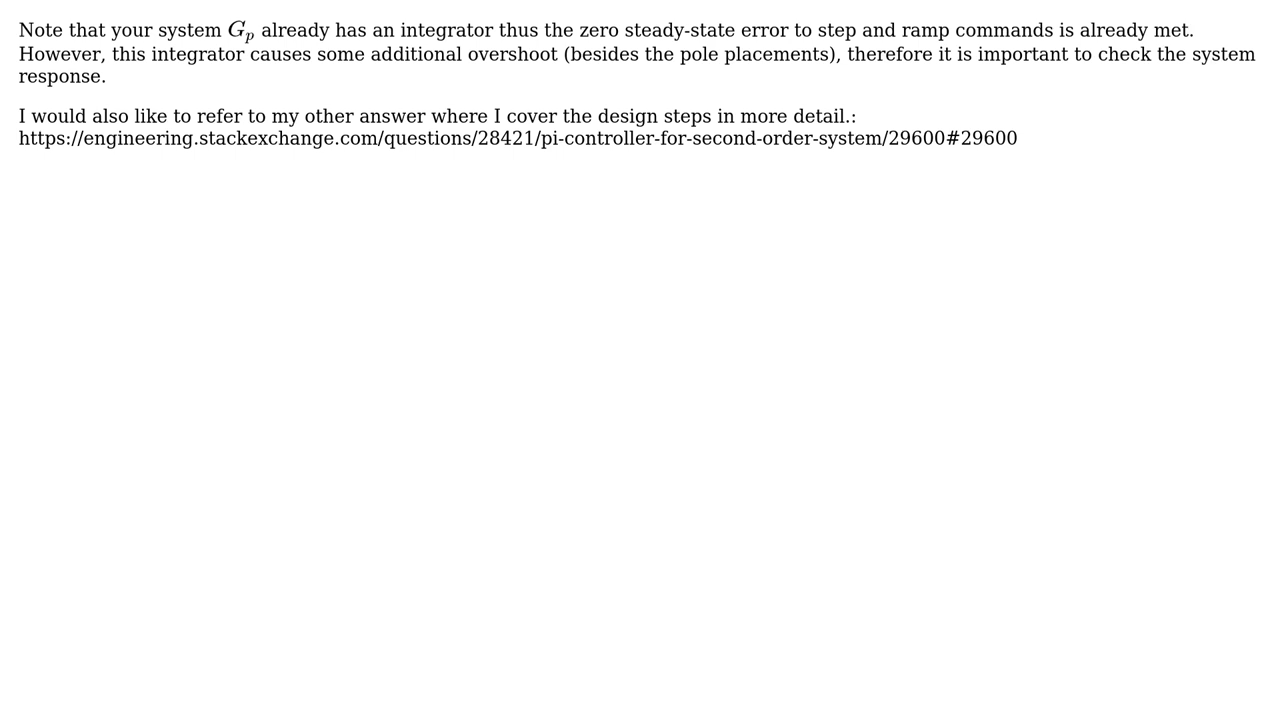 Note that your system G_p already has an integrator thus the zero steady-state error to step and ramp commands is already met.
However, this integrator causes some additional overshoot (besides the pole placements), therefore it is important to check the system
response.
I would also like to refer to my other answer where I cover the design steps in more detail.:
https://engineering.stackexchange.com/questions/28421/pi-controller-for-second-order-system/29600#29600